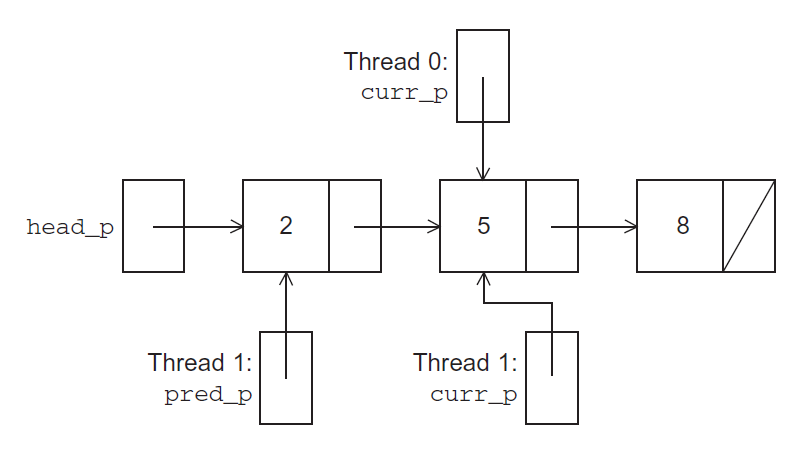 Thread 0:
curr_p
head_p
2
5
8
Thread 1:
pred_p
Thread 1:
curr_p